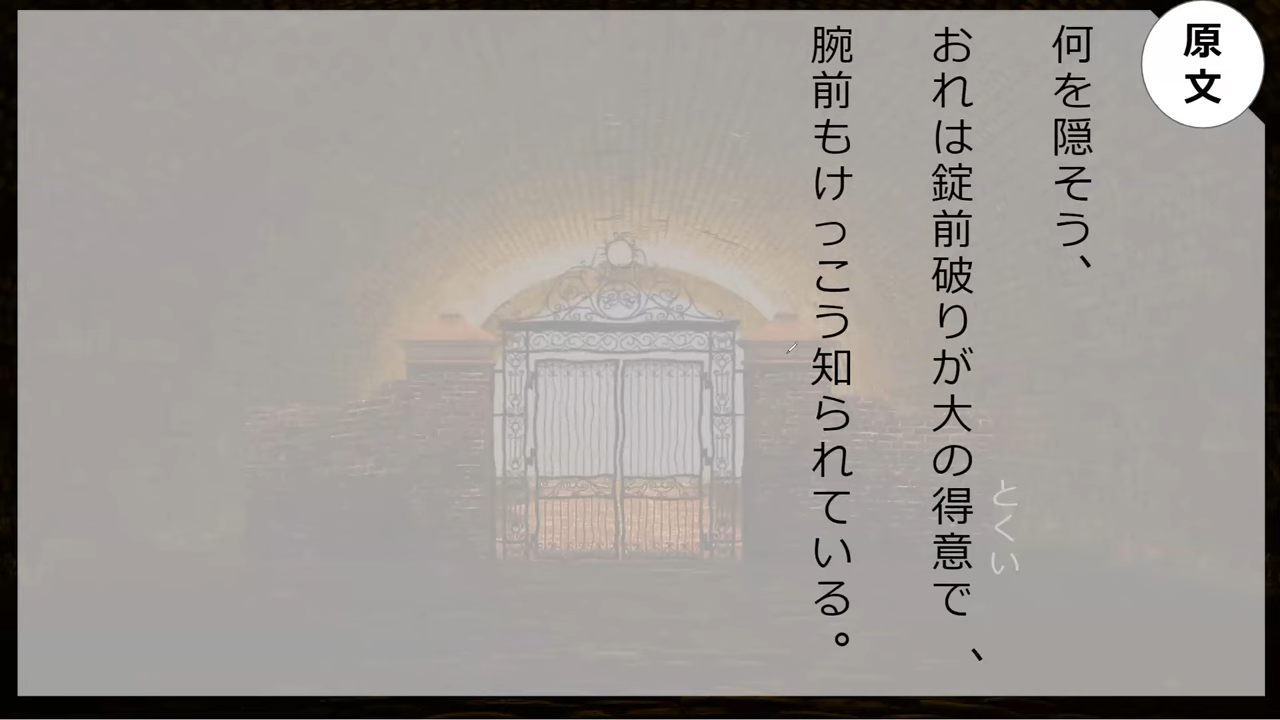 原文
何を隠そう、
おれは錠前破りが大の得意で、
とくい
腕前もけっこう知られている。